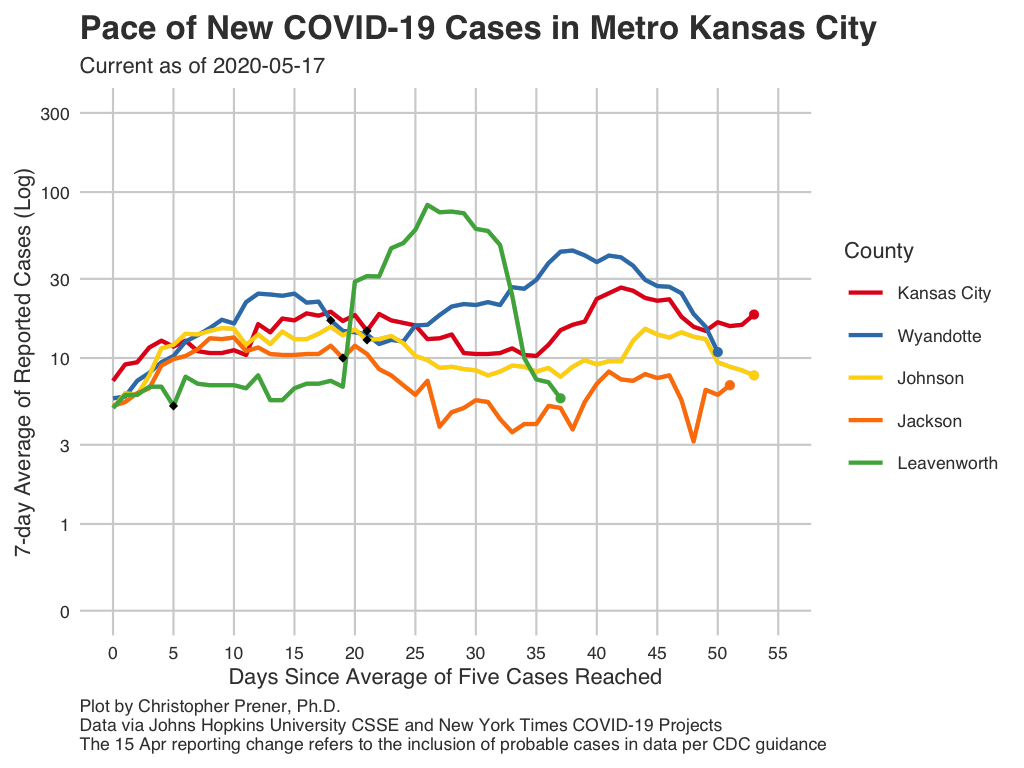 Pace of New COVID-19 Cases in Metro Kansas City
Current as of 2020-05-17
7-day Average of Reported Cases (Log)
300
100
30
10
3
1
0
0 5 10 15 20 25 30 35 40 45 50 55
Days Since Average of Five Cases Reached
County
Kansas City
Wyandotte
Johnson
Jackson
Leavenworth
Plot by Christopher Prener, Ph.D.
Data via Johns Hopkins University CSSE and New York Times COVID-19 Projects
The 15 Apr reporting change refers to the inclusion of probable cases in data per CDC guidance